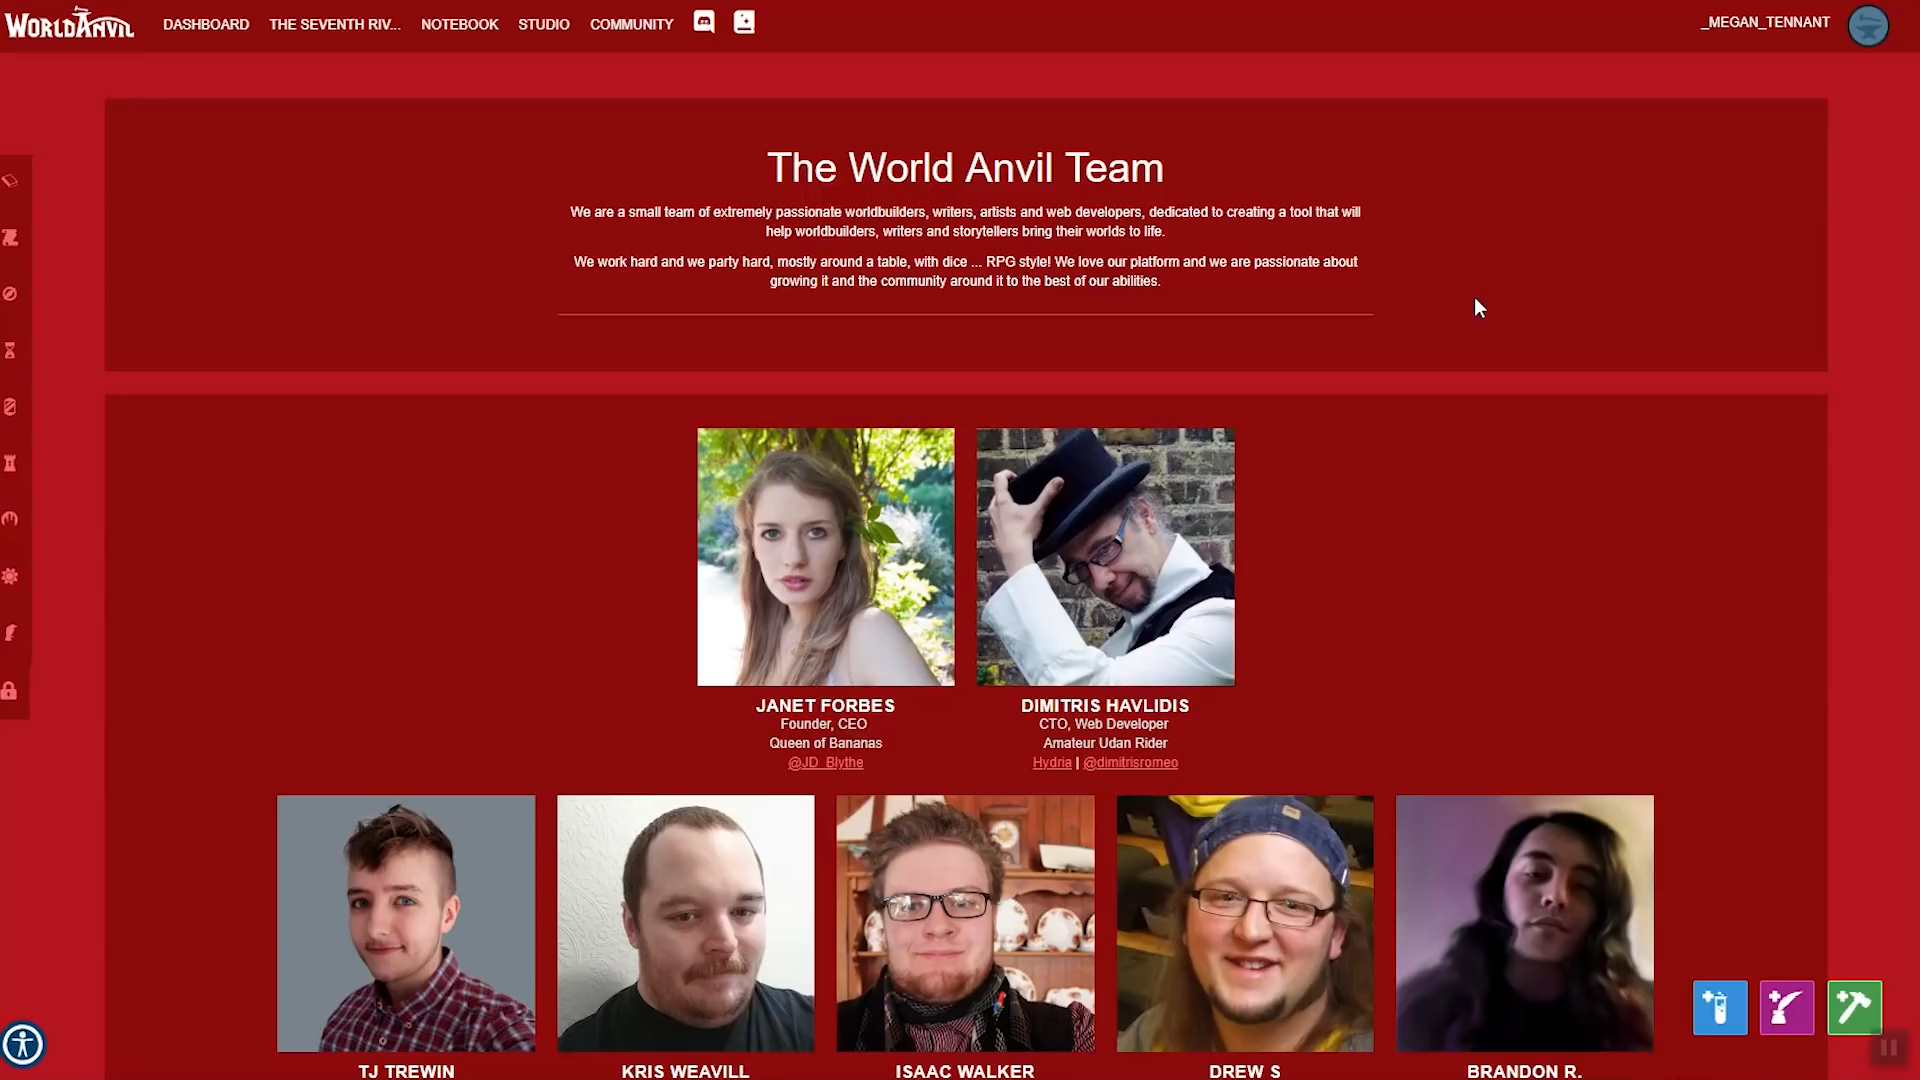 WORLDANVIL
DASHBOARD
THE SEVENTH RIV...
NOTEBOOK
STUDIO
COMMUNITY
_MEGAN_TENNANT
The World Anvil Team
We are a small team of extremely passionate worldbuilders, writers, artists and web developers, dedicated to creating a tool that will
help worldbuilders, writers and storytellers bring their worlds to life.
We work hard and we party hard, mostly around a table, with dice ... RPG style! We love our platform and we are passionate about
growing it and the community around it to the best of our abilities.
JANET FORBES
Founder, CEO
Queen of Bananas
@JD_Blythe
DIMITRIS HAVLIDIS
CTO, Web Developer
Amateur Udan Rider
Hydria | @dimitrisromeo
TJ TREWIN
KRIS WEAVILL
ISAAC WALKER
DREW S
BRANDON R.